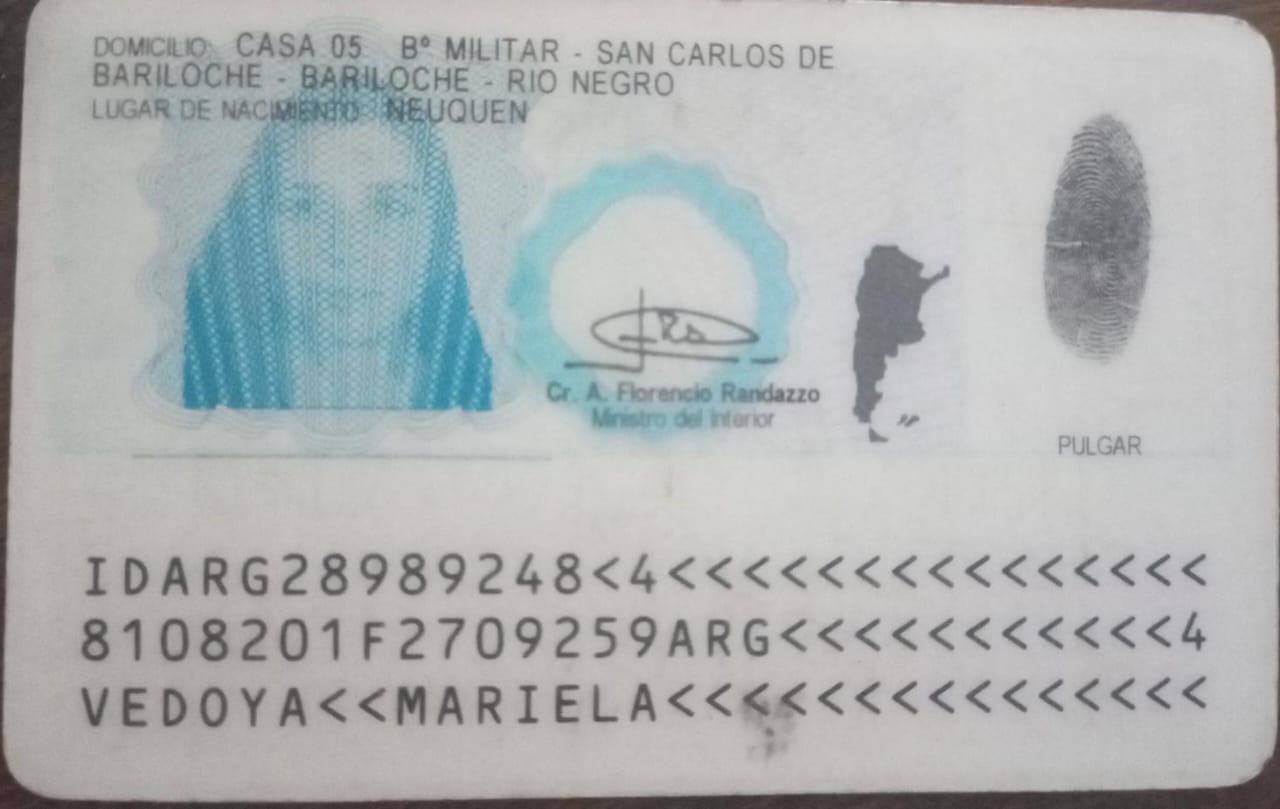 DOMICILIO: CASA 05 Bº MILITAR - SAN CARLOS DE
BARILOCHE - BARILOCHE - RIO NEGRO
LUGAR DE NACIMIENTO: NEUQUEN
Cr. A. Florencio Randazzo
Ministro del Interior
PULGAR
IDARG28989248<4<<<<<<<<<<<<<<<
8108201F2709259ARG<<<<<<<<<<<4
VEDOYA<<MARIELA<<<<<<<<<<<<<<<